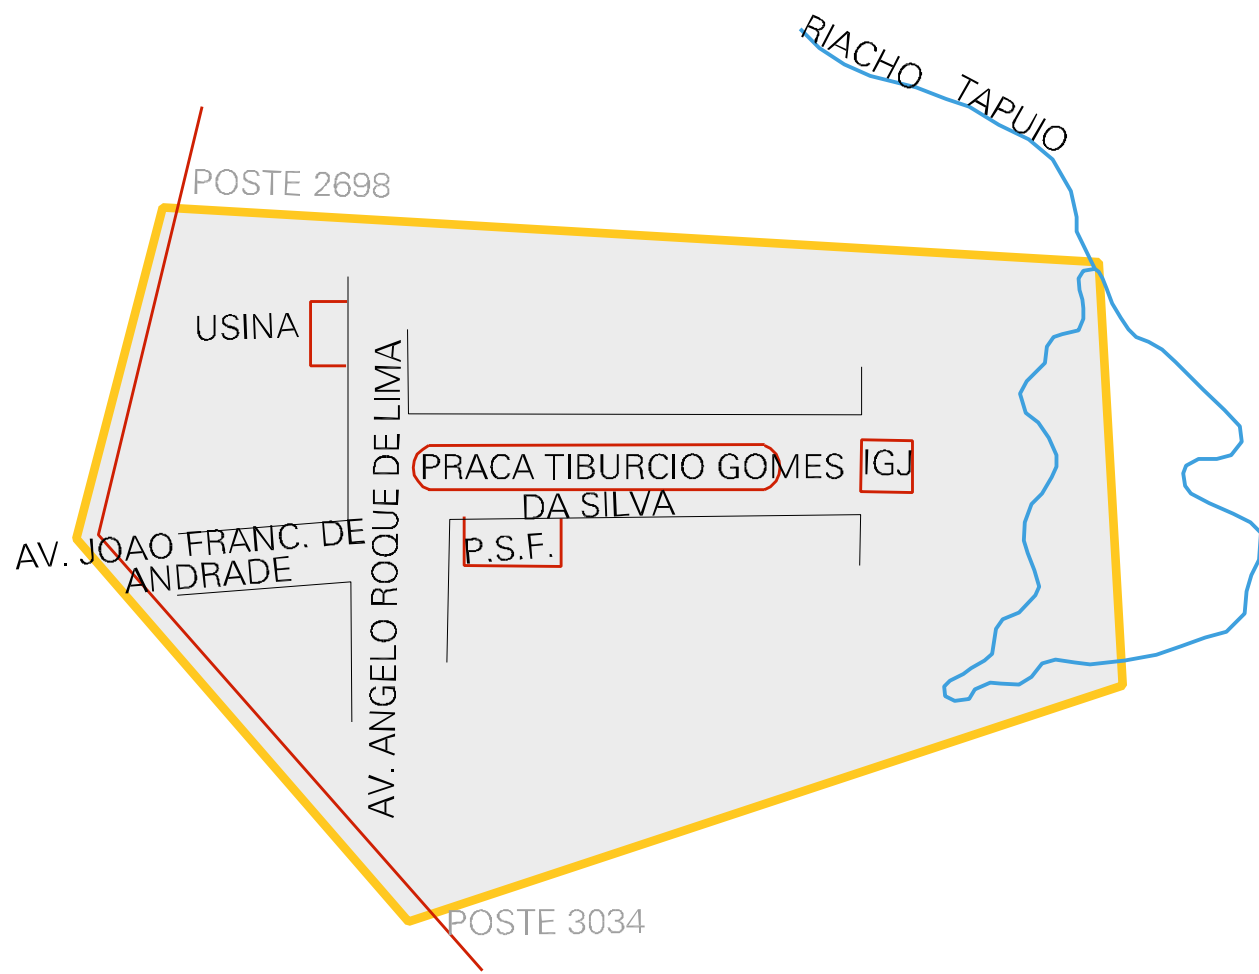 RIACHO TAPUIO
POSTE 2698
USINA
AV. ANGELO ROQUE DE LIMA
PRACA TIBURCIO GOMES
DA SILVA
IGJ
AV. JOAO FRANC. DE
ANDRADE
P.S.F.
POSTE 3034